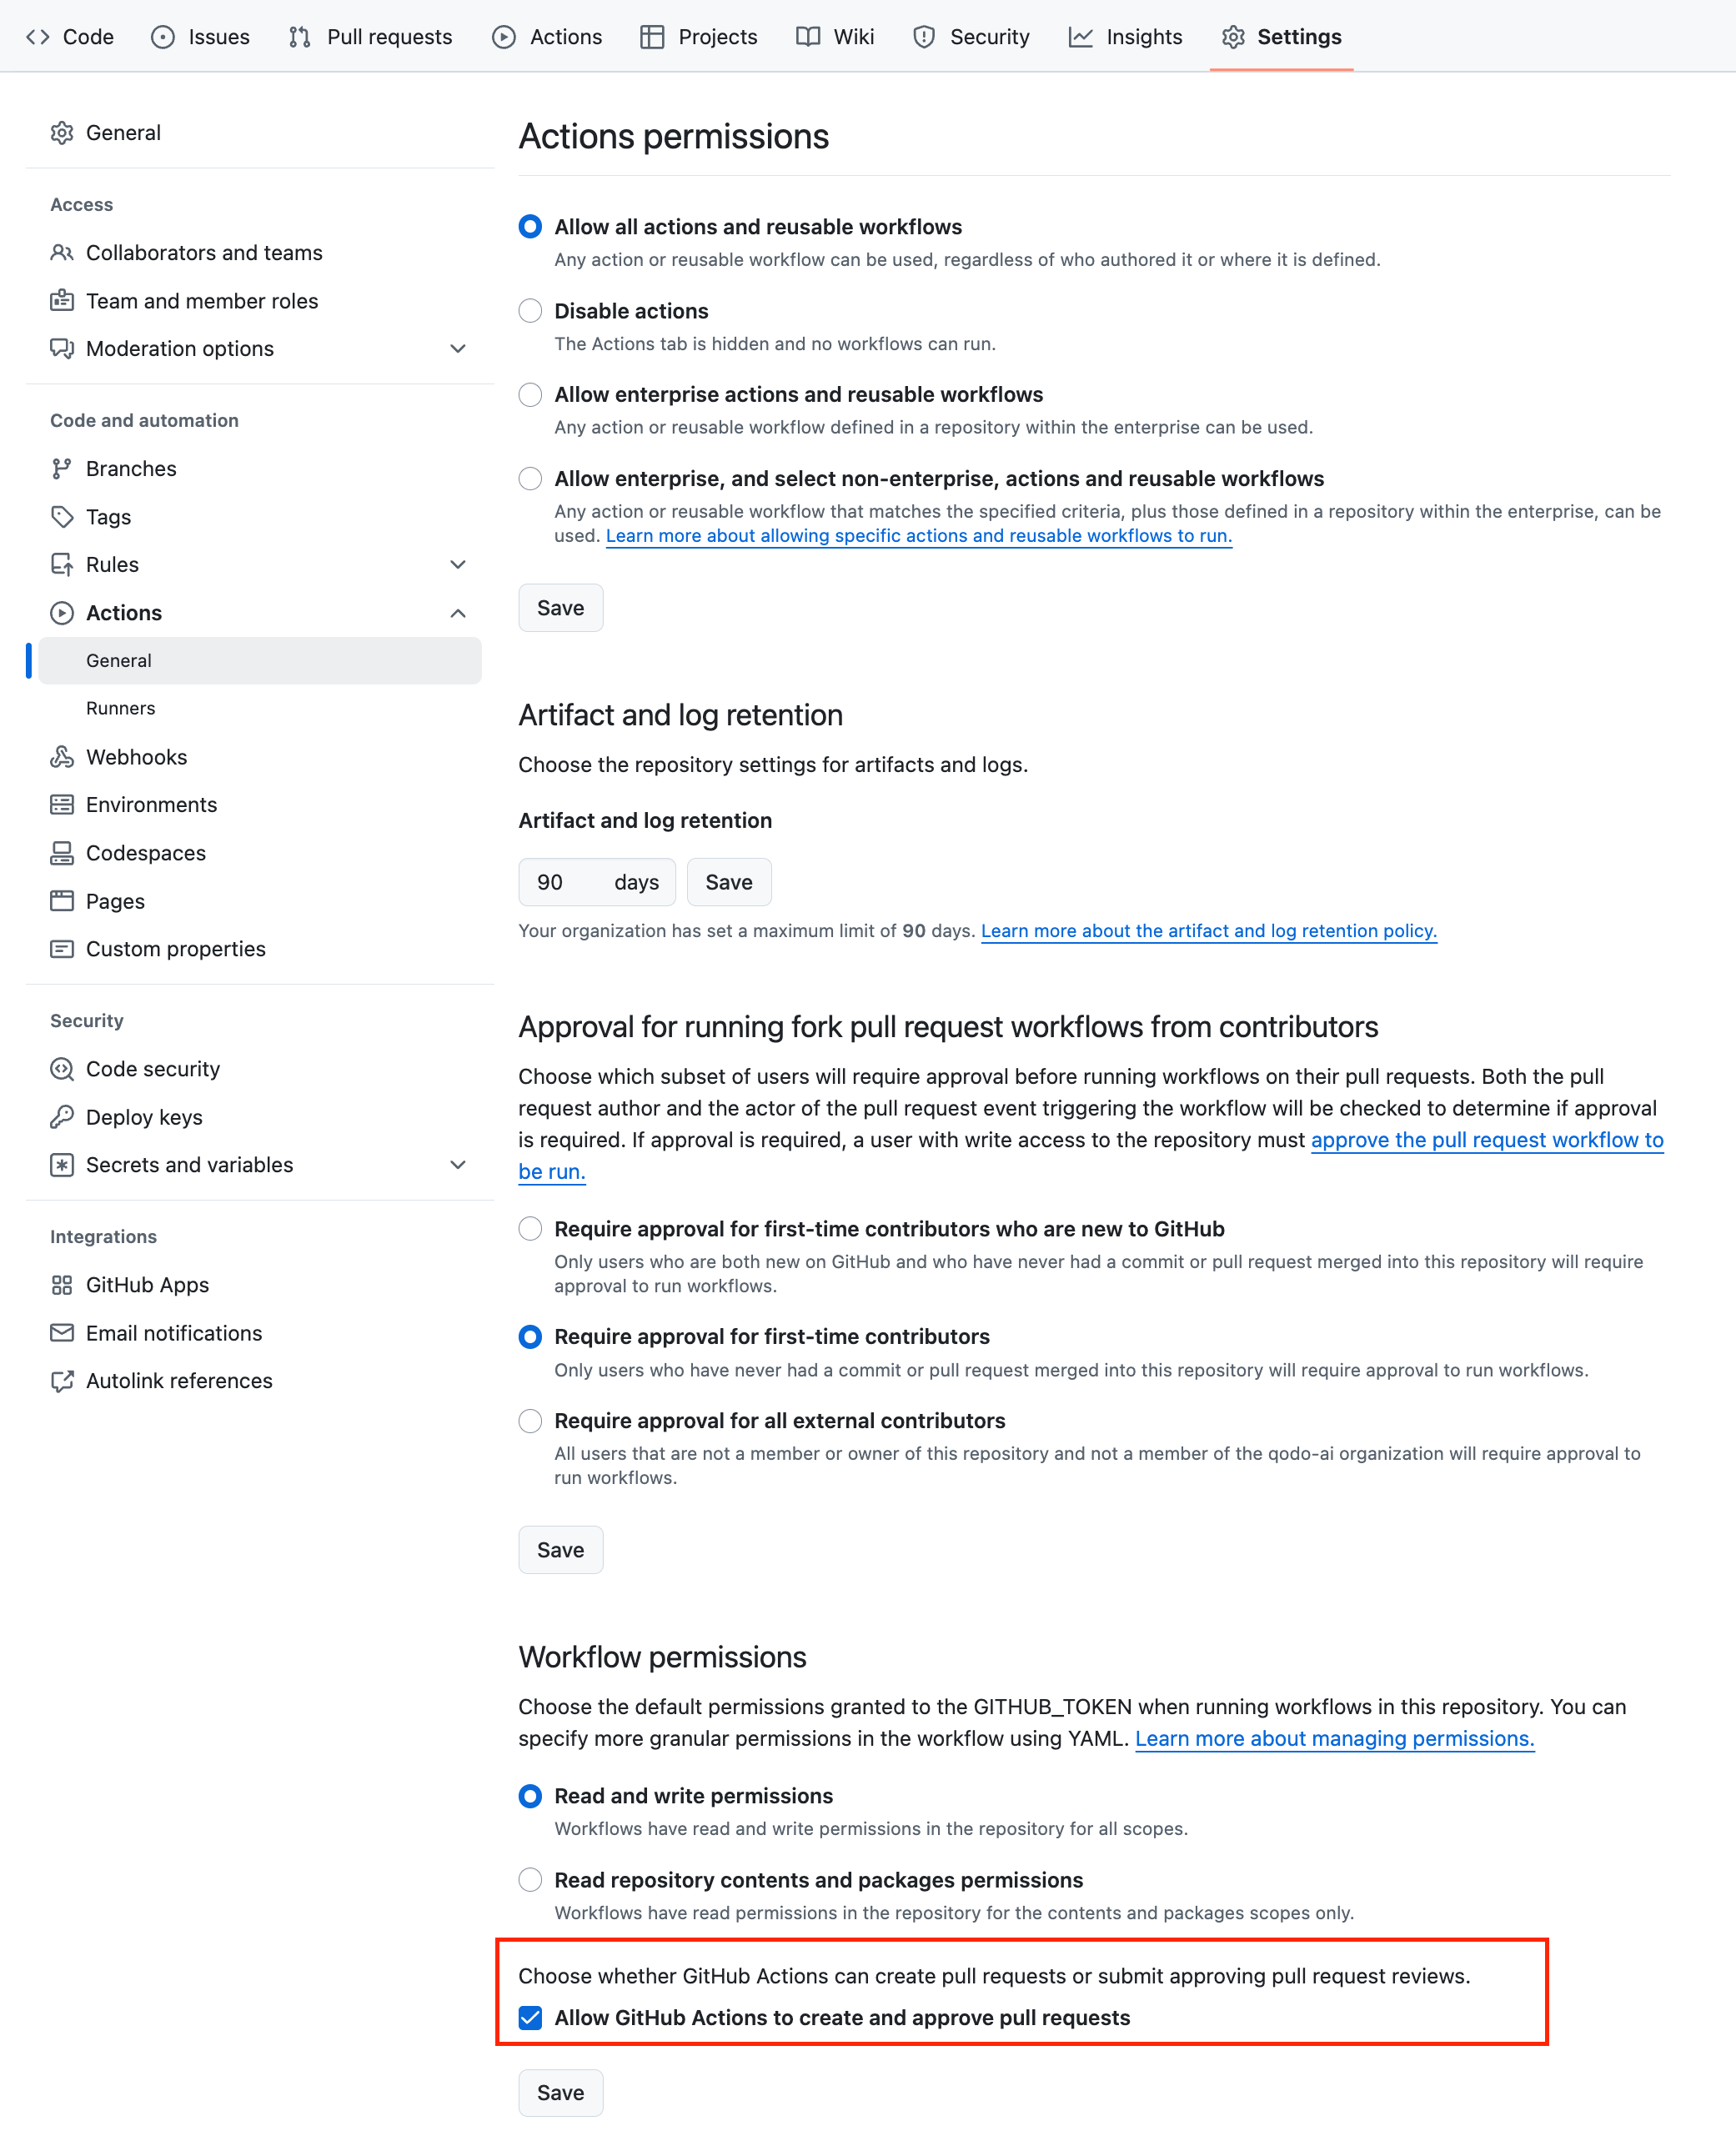 Code
Issues
Pull requests
Actions
Projects
Wiki
Security
Insights
Settings
General
Access
Collaborators and teams
Team and member roles
Moderation options
Code and automation
Branches
Tags
Rules
Actions
General
Runners
Webhooks
Environments
Codespaces
Pages
Custom properties
Security
Code security
Deploy keys
Secrets and variables
Integrations
GitHub Apps
Email notifications
Autolink references
Actions permissions
Allow all actions and reusable workflows
Any action or reusable workflow can be used, regardless of who authored it or where it is defined.
Disable actions
The Actions tab is hidden and no workflows can run.
Allow enterprise actions and reusable workflows
Any action or reusable workflow defined in a repository within the enterprise can be used.
Allow enterprise, and select non-enterprise, actions and reusable workflows
Any action or reusable workflow that matches the specified criteria, plus those defined in a repository within the enterprise, can be
used. Learn more about allowing specific actions and reusable workflows to run.
Save
Artifact and log retention
Choose the repository settings for artifacts and logs.
Artifact and log retention
90 days Save
Your organization has set a maximum limit of 90 days. Learn more about the artifact and log retention policy.
Approval for running fork pull request workflows from contributors
Choose which subset of users will require approval before running workflows on their pull requests. Both the pull
request author and the actor of the pull request event triggering the workflow will be checked to determine if approval
is required. If approval is required, a user with write access to the repository must approve the pull request workflow to
be run.
Require approval for first-time contributors who are new to GitHub
Only users who are both new on GitHub and who have never had a commit or pull request merged into this repository will require
approval to run workflows.
Require approval for first-time contributors
Only users who have never had a commit or pull request merged into this repository will require approval to run workflows.
Require approval for all external contributors
All users that are not a member or owner of this repository and not a member of the qodo-ai organization will require approval to
run workflows.
Save
Workflow permissions
Choose the default permissions granted to the GITHUB_TOKEN when running workflows in this repository. You can
specify more granular permissions in the workflow using YAML. Learn more about managing permissions.
Read and write permissions
Workflows have read and write permissions in the repository for all scopes.
Read repository contents and packages permissions
Workflows have read permissions in the repository for the contents and packages scopes only.
Choose whether GitHub Actions can create pull requests or submit approving pull request reviews.
Allow GitHub Actions to create and approve pull requests
Save